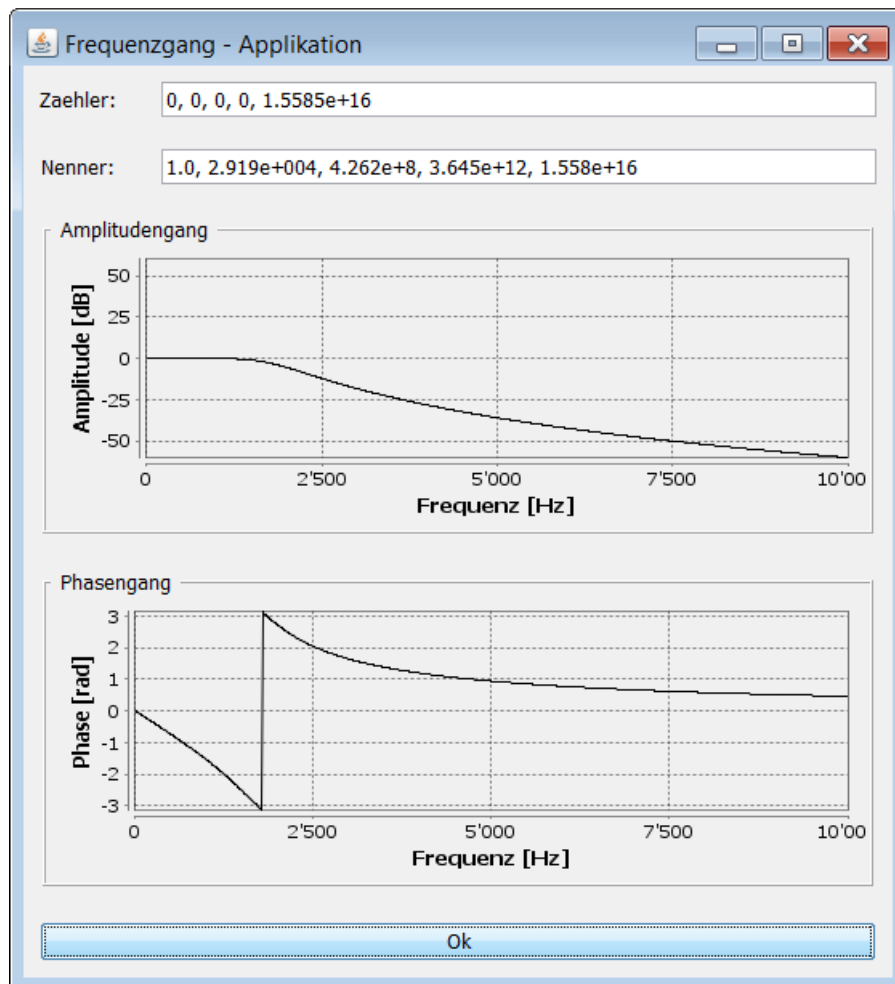 Frequenzgang - Applikation
Zaehler: 0, 0, 0, 0, 1.5585e+16
Nenner: 1.0, 2.919e+004, 4.262e+8, 3.645e+12, 1.558e+16
Amplitudengang
Amplitude [dB]
50
25
0
-25
-50
0 2'500 5'000 7'500 10'00
Frequenz [Hz]
Phasengang
Phase [rad]
3
2
1
0
-1
-2
-3
0 2'500 5'000 7'500 10'00
Frequenz [Hz]
Ok